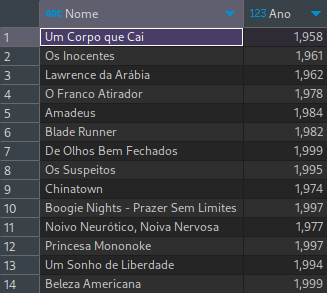 ABC Nome 123 Ano
1 Um Corpo que Cai 1,958
2 Os Inocentes 1,961
3 Lawrence da Arábia 1,962
4 O Franco Atirador 1,978
5 Amadeus 1,984
6 Blade Runner 1,982
7 De Olhos Bem Fechados 1,999
8 Os Suspeitos 1,995
9 Chinatown 1,974
10 Boogie Nights - Prazer Sem Limites 1,997
11 Noivo Neurótico, Noiva Nervosa 1,977
12 Princesa Mononoke 1,997
13 Um Sonho de Liberdade 1,994
14 Beleza Americana 1,999